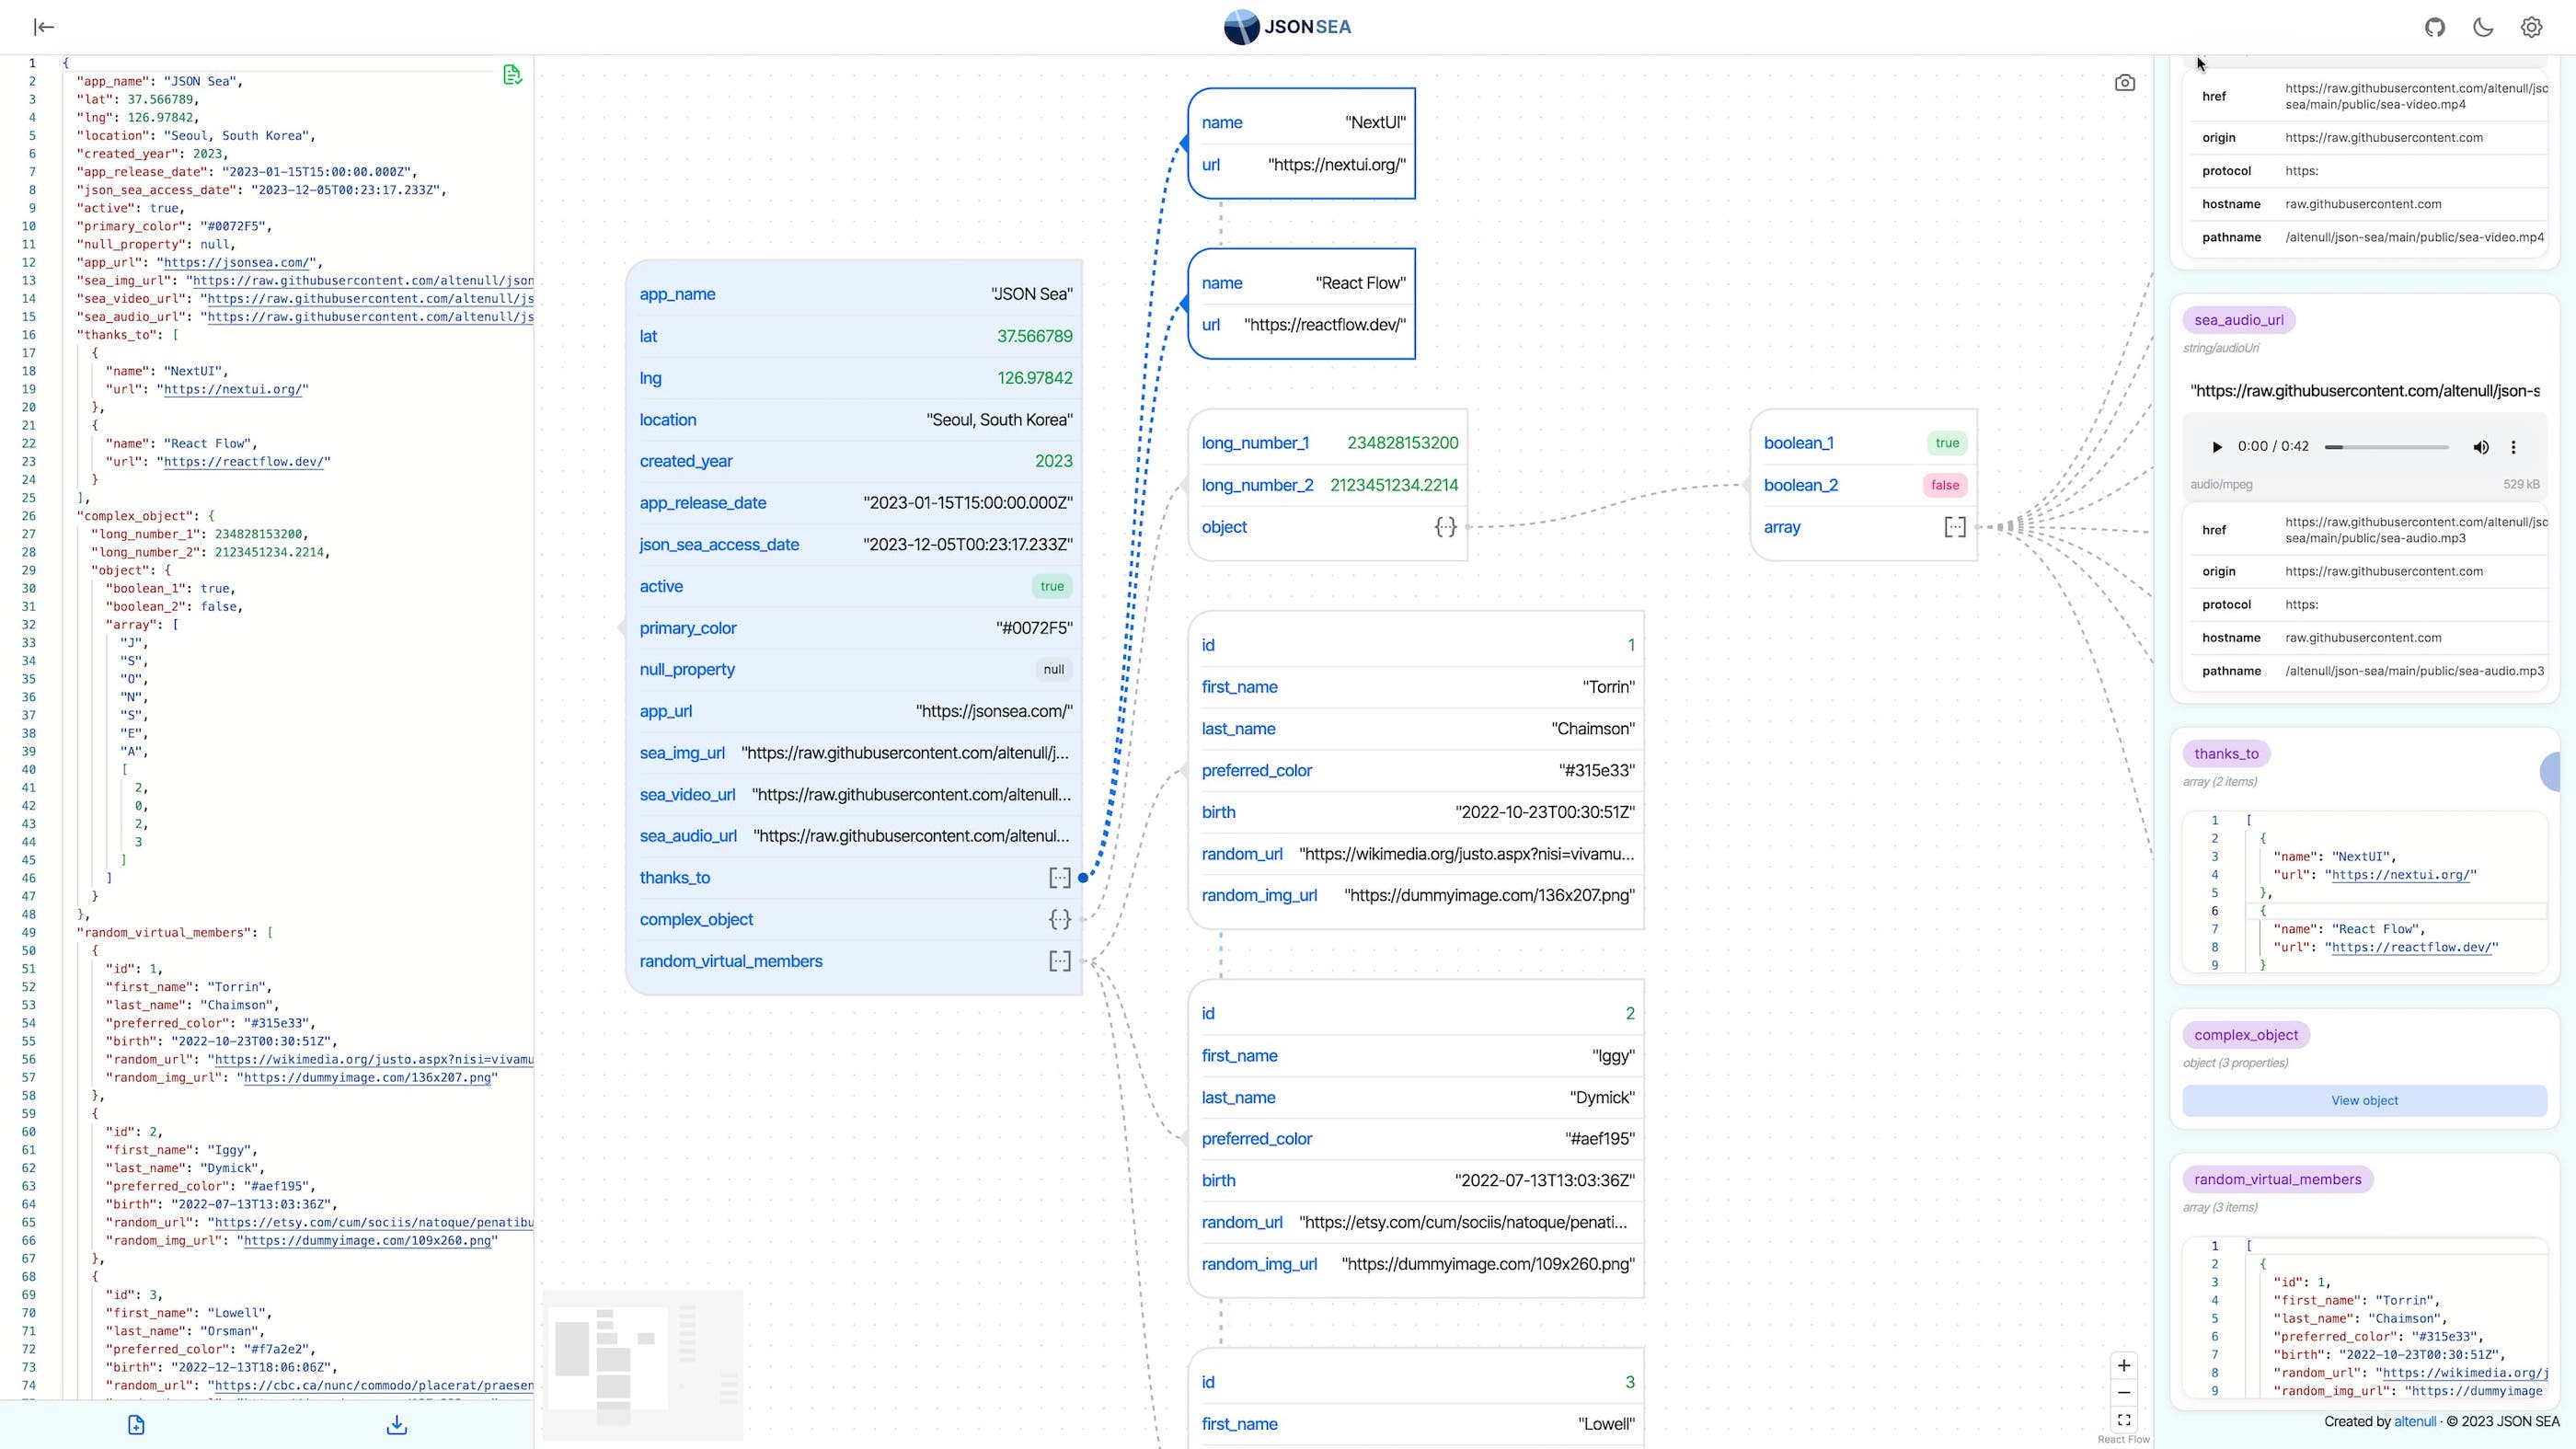 JSON SEA
1 {
2 "app_name": "JSON Sea",
3 "lat": 37.566789,
4 "lng": 126.97842,
5 "location": "Seoul, South Korea",
6 "created_year": 2023,
7 "app_release_date": "2023-01-15T15:00:00.000Z",
8 "json_sea_access_date": "2023-12-05T00:23:17.233Z",
9 "active": true,
10 "primary_color": "#0072F5",
11 "null_property": null,
12 "app_url": "https://jsonsea.com/",
13 "sea_img_url": "https://raw.githubusercontent.com/altenull/json
14 "sea_video_url": "https://raw.githubusercontent.com/altenull/js
15 "sea_audio_url": "https://raw.githubusercontent.com/altenull/js
16 "thanks_to": [
17 {
18 "name": "NextUI",
19 "url": "https://nextui.org/"
20 },
21 {
22 "name": "React Flow",
23 "url": "https://reactflow.dev/"
24 }
25 ],
26 "complex_object": {
27 "long_number_1": 234828153200,
28 "long_number_2": 2123451234.2214,
29 "object": {
30 "boolean_1": true,
31 "boolean_2": false,
32 "array": [
33 "J",
34 "S",
35 "O",
36 "N",
37 "S",
38 "E",
39 "A",
40 [
41 2,
42 0,
43 2,
44 3
45 ]
46 ]
47 }
48 },
49 "random_virtual_members": [
50 {
51 "id": 1,
52 "first_name": "Torrin",
53 "last_name": "Chaimson",
54 "preferred_color": "#315e33",
55 "birth": "2022-10-23T00:30:51Z",
56 "random_url": "https://wikimedia.org/justo.aspx?nisi=vivamu
57 "random_img_url": "https://dummyimage.com/136x207.png"
58 },
59 {
60 "id": 2,
61 "first_name": "Iggy",
62 "last_name": "Dymick",
63 "preferred_color": "#aef195",
64 "birth": "2022-07-13T13:03:36Z",
65 "random_url": "https://etsy.com/cum/sociis/natoque/penatibu
66 "random_img_url": "https://dummyimage.com/109x260.png"
67 },
68 {
69 "id": 3,
70 "first_name": "Lowell",
71 "last_name": "Orsman",
72 "preferred_color": "#f7a2e2",
73 "birth": "2022-12-13T18:06:06Z",
74 "random_url": "https://cbc.ca/nunc/commodo/placerat/praesen
app_name "JSON Sea"
lat 37.566789
lng 126.97842
location "Seoul, South Korea"
created_year 2023
app_release_date "2023-01-15T15:00:00.000Z"
json_sea_access_date "2023-12-05T00:23:17.233Z"
active true
primary_color "#0072F5"
null_property null
app_url "https://jsonsea.com/"
sea_img_url "https://raw.githubusercontent.com/altenull/j...
sea_video_url "https://raw.githubusercontent.com/altenull...
sea_audio_url "https://raw.githubusercontent.com/altenul...
thanks_to [...]
complex_object {...}
random_virtual_members [...]
name "NextUI"
url "https://nextui.org/"
name "React Flow"
url "https://reactflow.dev/"
long_number_1 234828153200
long_number_2 2123451234.2214
object {...}
boolean_1 true
boolean_2 false
array [...]
id 1
first_name "Torrin"
last_name "Chaimson"
preferred_color "#315e33"
birth "2022-10-23T00:30:51Z"
random_url "https://wikimedia.org/justo.aspx?nisi=vivamu...
random_img_url "https://dummyimage.com/136x207.png"
id 2
first_name "Iggy"
last_name "Dymick"
preferred_color "#aef195"
birth "2022-07-13T13:03:36Z"
random_url "https://etsy.com/cum/sociis/natoque/penati...
random_img_url "https://dummyimage.com/109x260.png"
id 3
first_name "Lowell"
React Flow
href https://raw.githubusercontent.com/altenull/jso
sea/main/public/sea-video.mp4
origin https://raw.githubusercontent.com
protocol https:
hostname raw.githubusercontent.com
pathname /altenull/json-sea/main/public/sea-video.mp4
sea_audio_url
string/audioUri
"https://raw.githubusercontent.com/altenull/json-s
0:00 / 0:42
audio/mpeg 529 kB
href https://raw.githubusercontent.com/altenull/jso
sea/main/public/sea-audio.mp3
origin https://raw.githubusercontent.com
protocol https:
hostname raw.githubusercontent.com
pathname /altenull/json-sea/main/public/sea-audio.mp3
thanks_to
array (2 items)
1 [
2 {
3 "name": "NextUI",
4 "url": "https://nextui.org/"
5 },
6 {
7 "name": "React Flow",
8 "url": "https://reactflow.dev/"
9 }
complex_object
object (3 properties)
View object
random_virtual_members
array (3 items)
1 [
2 {
3 "id": 1,
4 "first_name": "Torrin",
5 "last_name": "Chaimson",
6 "preferred_color": "#315e33",
7 "birth": "2022-10-23T00:30:51Z",
8 "random_url": "https://wikimedia.org/j
9 "random_img_url": "https://dummyimage
Created by altenull · © 2023 JSON SEA